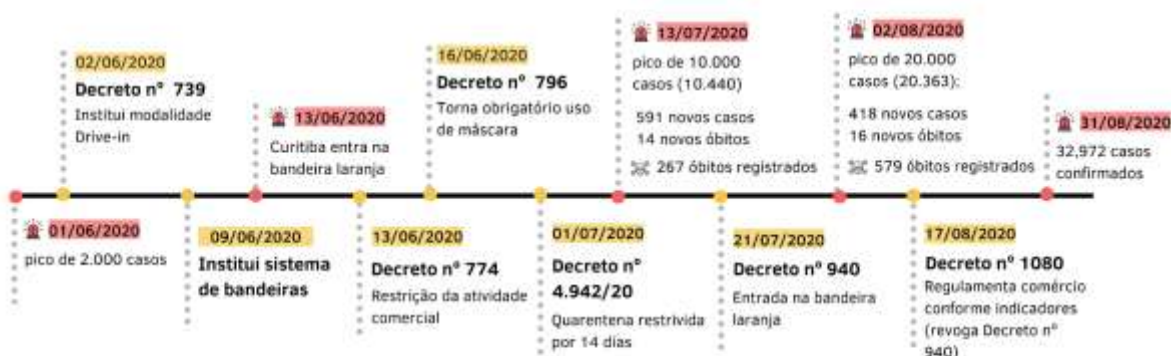 02/06/2020
Decreto nº 739
Institui modalidade
Drive-in
13/06/2020
Curitiba entra na
bandeira laranja
16/06/2020
Decreto nº 796
Torna obrigatório uso
de máscara
13/07/2020
pico de 10.000
casos (10.440)
591 novos casos
14 novos óbitos
267 óbitos registrados
02/08/2020
pico de 20.000
casos (20.363);
418 novos casos
16 novos óbitos
579 óbitos registrados
31/08/2020
32,972 casos
confirmados
01/06/2020
pico de 2.000 casos
09/06/2020
Institui sistema
de bandeiras
13/06/2020
Decreto nº 774
Restrição da atividade
comercial
01/07/2020
Decreto nº
4.942/20
Quarentena restrivida
por 14 dias
21/07/2020
Decreto nº 940
Entrada na bandeira
laranja
17/08/2020
Decreto nº 1080
Regulamenta comércio
conforme indicadores
(revoga Decreto nº
940)